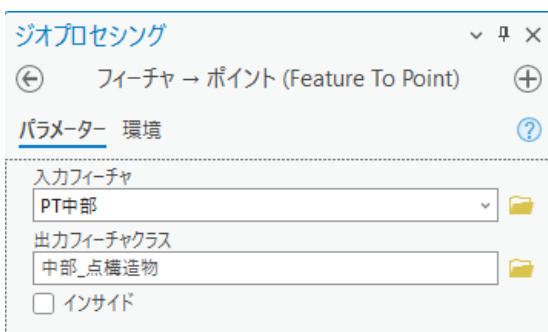 ジオプロセシング
フィーチャ → ポイント (Feature To Point)
パラメーター 環境
入力フィーチャ
PT中部
出力フィーチャクラス
中部_点構造物
インサイド